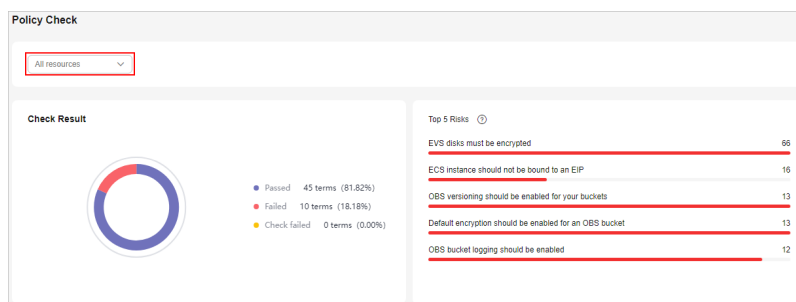 Policy Check
All resources
Check Result
Passed 45 terms (81.82%)
Failed 10 terms (18.18%)
Check failed 0 terms (0.00%)
Top 5 Risks ?
EVS disks must be encrypted 66
ECS instance should not be bound to an EIP 16
OBS versioning should be enabled for your buckets 13
Default encryption should be enabled for an OBS bucket 13
OBS bucket logging should be enabled 12